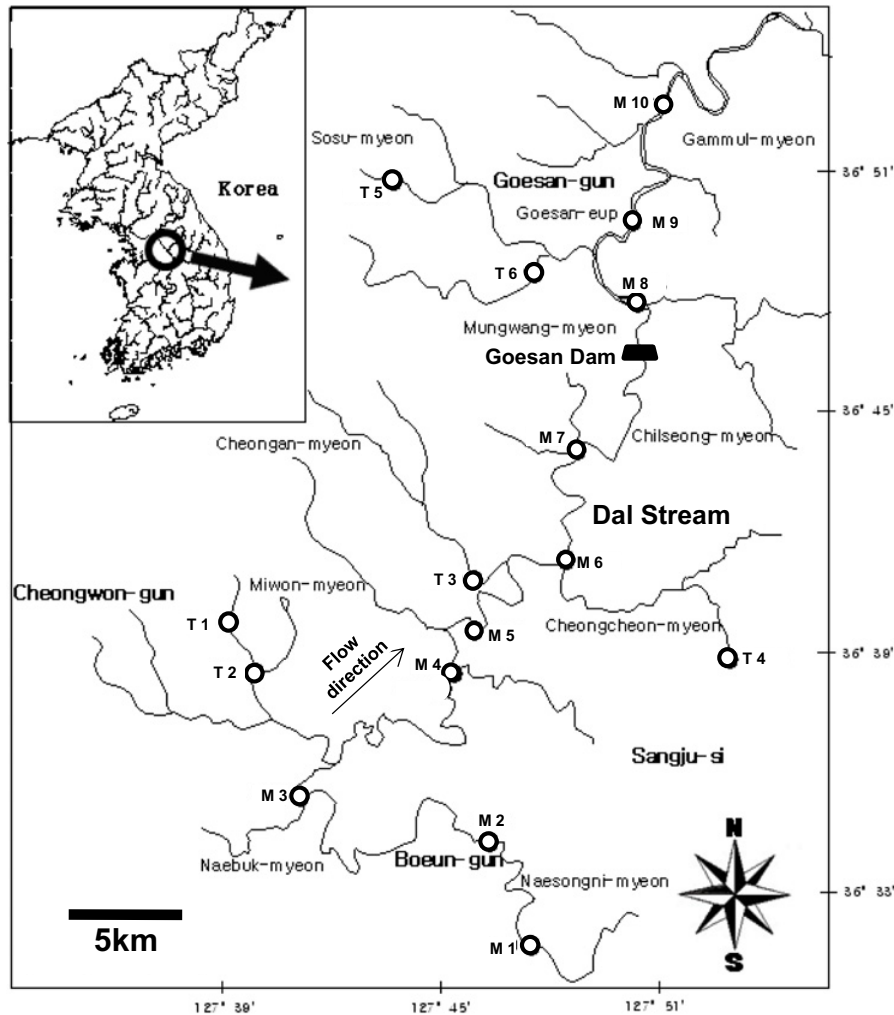 M 10
Gammul-myeon
Sosu-myeon
Korea
36° 51'
Goesan-gun
T 5
Goesan-eup
M 9
T 6
M 8
Mungwang-myeon
Goesan Dam
36° 45'
Cheongan-myeon
M 7
Chilseong-myeon
Dal Stream
M 6
T 3
Miwon-myeon
Cheongwon-gun
T 1
Cheongcheon-myeon
M 5
Flow
direction
36° 39'
T 2
M 4
T 4
Sangju-si
M 3
M 2
N
Naebuk-myeon
Boeun-gun
Naesongni-myeon
36° 33'
5km
M 1
S
127° 39'
127° 45'
127° 51'